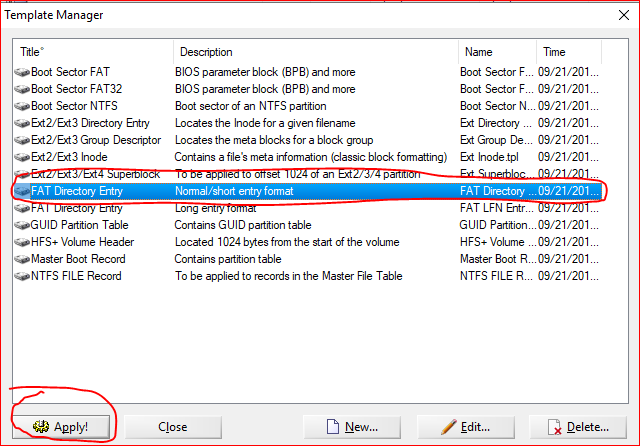 Template Manager
Title Description Name Time
Boot Sector FAT BIOS parameter block (BPB) and more Boot Sector F... 09/21/201...
Boot Sector FAT32 BIOS parameter block (BPB) and more Boot Sector F... 09/21/201...
Boot Sector NTFS Boot sector of an NTFS partition Boot Sector N... 09/21/201...
Ext2/Ext3 Directory Entry Locates the Inode for a given filename Ext Directory ... 09/21/201...
Ext2/Ext3 Group Descriptor Locates the meta blocks for a block group Ext Group De... 09/21/201...
Ext2/Ext3 Inode Contains a file's meta information (classic block formatting) Ext Inode.tpl 09/21/201...
Ext2/Ext3/Ext4 Superblock To be applied to offset 1024 of an Ext2/3/4 partition Ext Superbloc... 09/21/201...
FAT Directory Entry Normal/short entry format FAT Directory ... 09/21/201...
FAT Directory Entry Long entry format FAT LFN Entr... 09/21/201...
GUID Partition Table Contains GUID partition table GUID Partition ... 09/21/201...
HFS+ Volume Header Located 1024 bytes from the start of the volume HFS+ Volume ... 09/21/201...
Master Boot Record Contains partition table Master Boot R... 09/21/201...
NTFS FILE Record To be applied to records in the Master File Table NTFS FILE R... 09/21/201...
Apply! Close New... Edit... Delete...